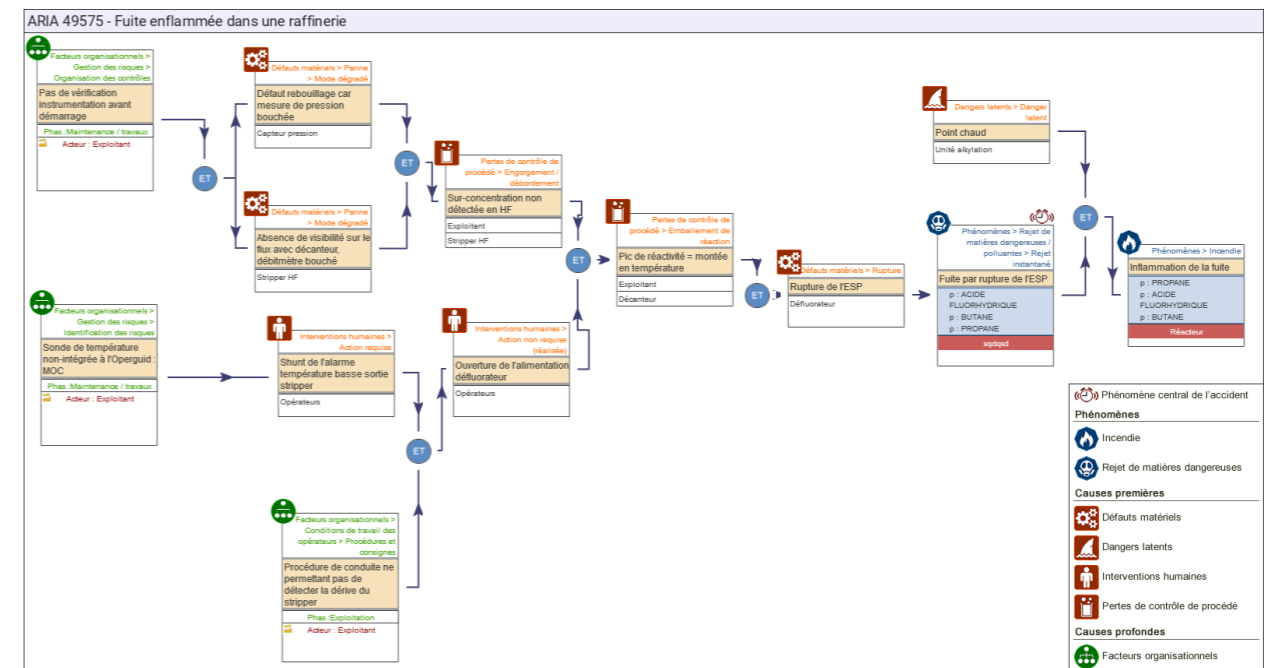 ARIA 49575 - Fuite enflammée dans une raffinerie
Facteurs organisationnels >
Gestion des risques >
Organisation des contrôles
Pas de vérification
instrumentation avant
démarrage
Phas.:Maintenance / travaux
Acteur : Exploitant
ET
Défauts matériels > Panne
> Mode dégradé
Défaut rebouillage car
mesure de pression
bouchée
Capteur pression
Défauts matériels > Panne
> Mode dégradé
Absence de visibilité sur le
flux avec décanteur,
débitmètre bouché
Stripper HF
ET
Pertes de contrôle de
procédé > Engorgement /
débordement
Sur-concentration non
détectée en HF
Exploitant
Stripper HF
Facteurs organisationnels >
Gestion des risques >
Identification des risques
Sonde de température
non-intégrée à l'Operguid :
MOC
Phas.:Maintenance / travaux
Acteur : Exploitant
Interventions humaines >
Action requise
Shunt de l'alarme
température basse sortie
stripper
Opérateurs
Facteurs organisationnels >
Conditions de travail des
opérateurs > Procédures et
consignes
Procédure de conduite ne
permettant pas de
détecter la dérive du
stripper
Phas.:Exploitation
Acteur : Exploitant
ET
Interventions humaines >
Action non requise
(réalisée)
Ouverture de l'alimentation
défluorateur
Opérateurs
ET
Pertes de contrôle de
procédé > Emballement de
réaction
Pic de réactivité = montée
en température
Exploitant
Décanteur
ET
Défauts matériels > Rupture
Rupture de l'ESP
Défluorateur
Dangers latents > Danger
latent
Point chaud
Unité alkylation
Phénomènes > Rejet de
matières dangereuses /
polluantes > Rejet
instantané
Fuite par rupture de l'ESP
p : ACIDE
FLUORHYDRIQUE
p : BUTANE
p : PROPANE
sqdqsd
ET
Phénomènes > Incendie
Inflammation de la fuite
p : PROPANE
p : ACIDE
FLUORHYDRIQUE
p : BUTANE
Réacteur
Phénomène central de l'accident
Phénomènes
Incendie
Rejet de matières dangereuses
Causes premières
Défauts matériels
Dangers latents
Interventions humaines
Pertes de contrôle de procédé
Causes profondes
Facteurs organisationnels